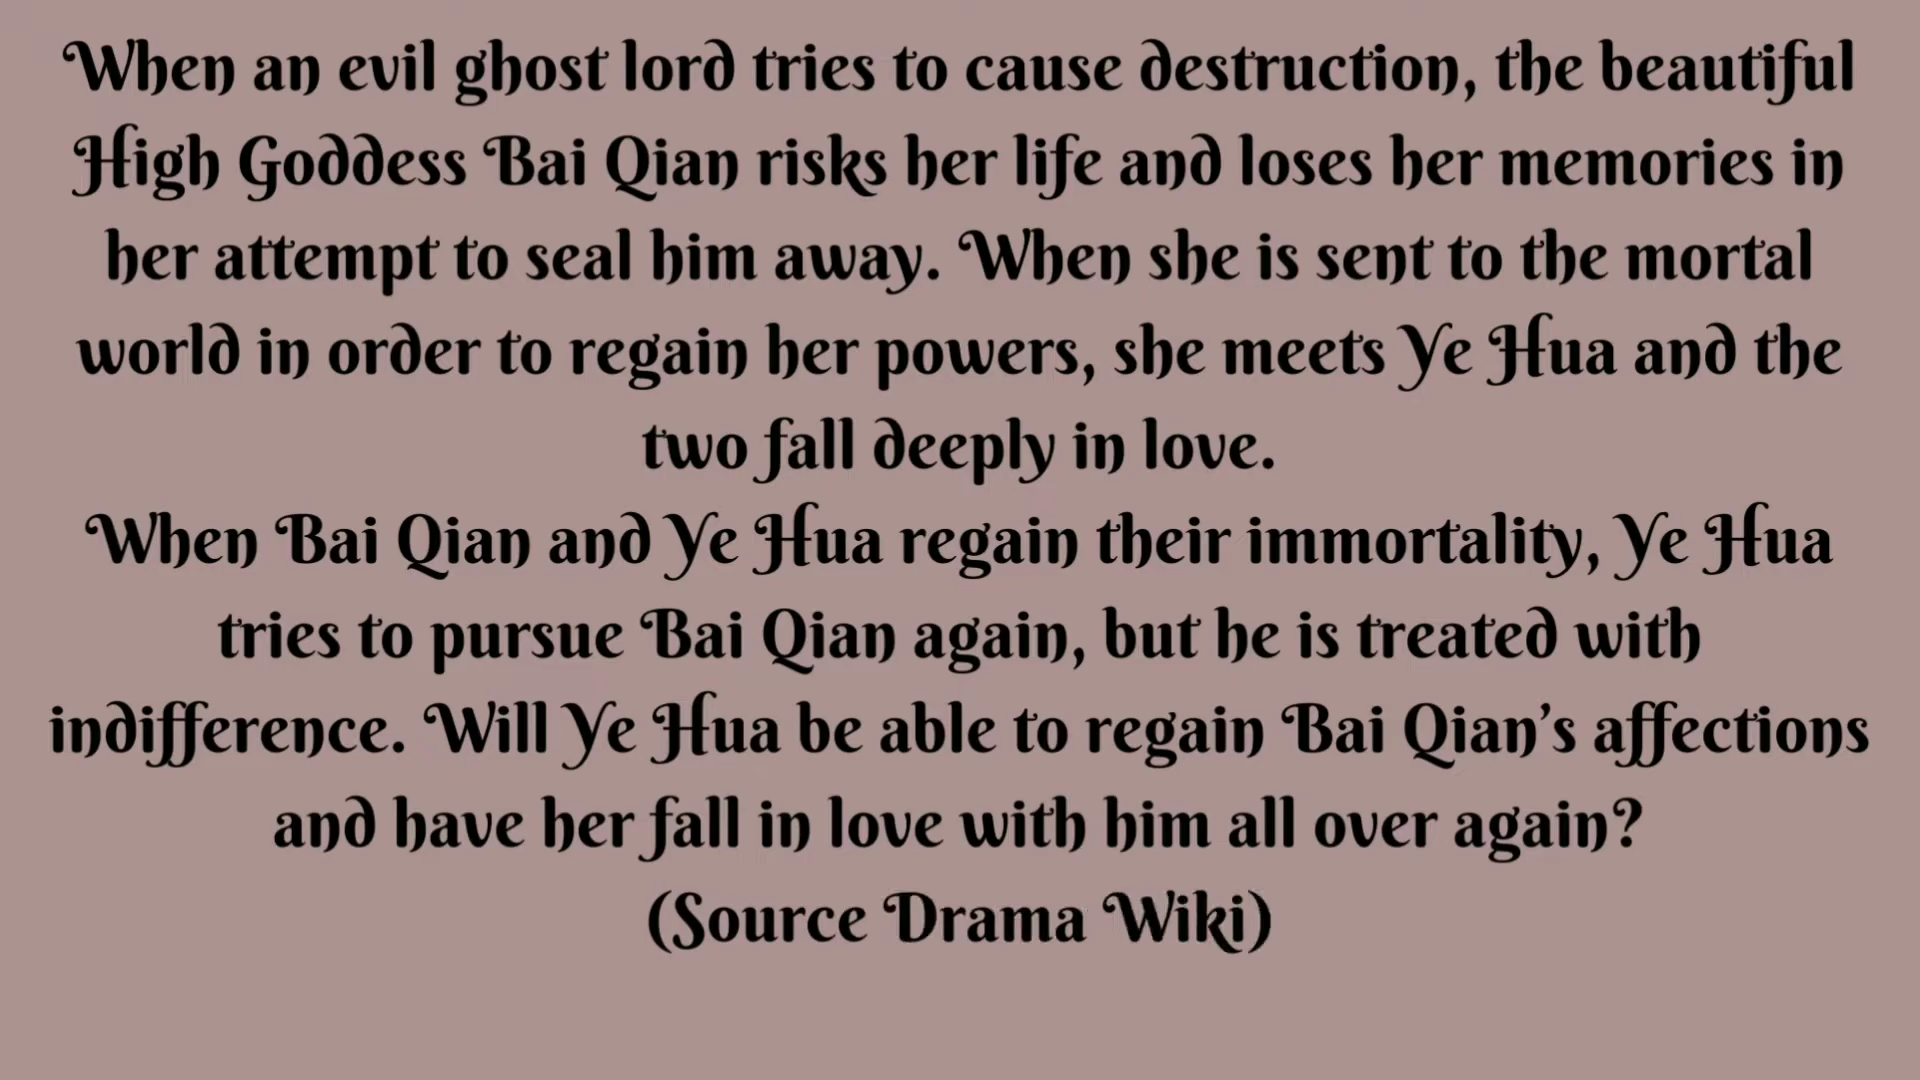 When an evil ghost lord tries to cause destruction, the beautiful
High Goddess Bai Qian risks her life and loses her memories in
her attempt to seal him away. When she is sent to the mortal
world in order to regain her powers, she meets Ye Hua and the
two fall deeply in love.
When Bai Qian and Ye Hua regain their immortality, Ye Hua
tries to pursue Bai Qian again, but he is treated with
indifference. Will Ye Hua be able to regain Bai Qian’s affections
and have her fall in love with him all over again?
(Source Drama Wiki)